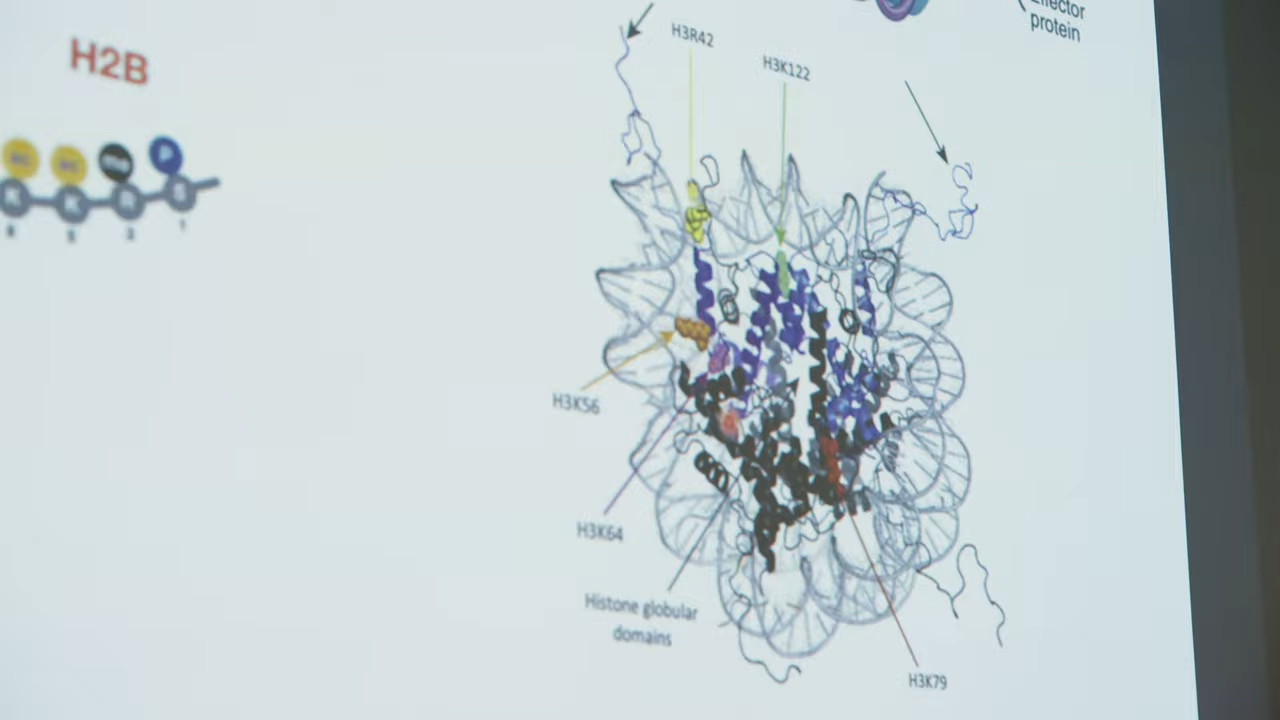 Effector
protein
H2B
H3R42
H3K122
P
K
H3K56
H3K64
Histone globular
domains
H3K79